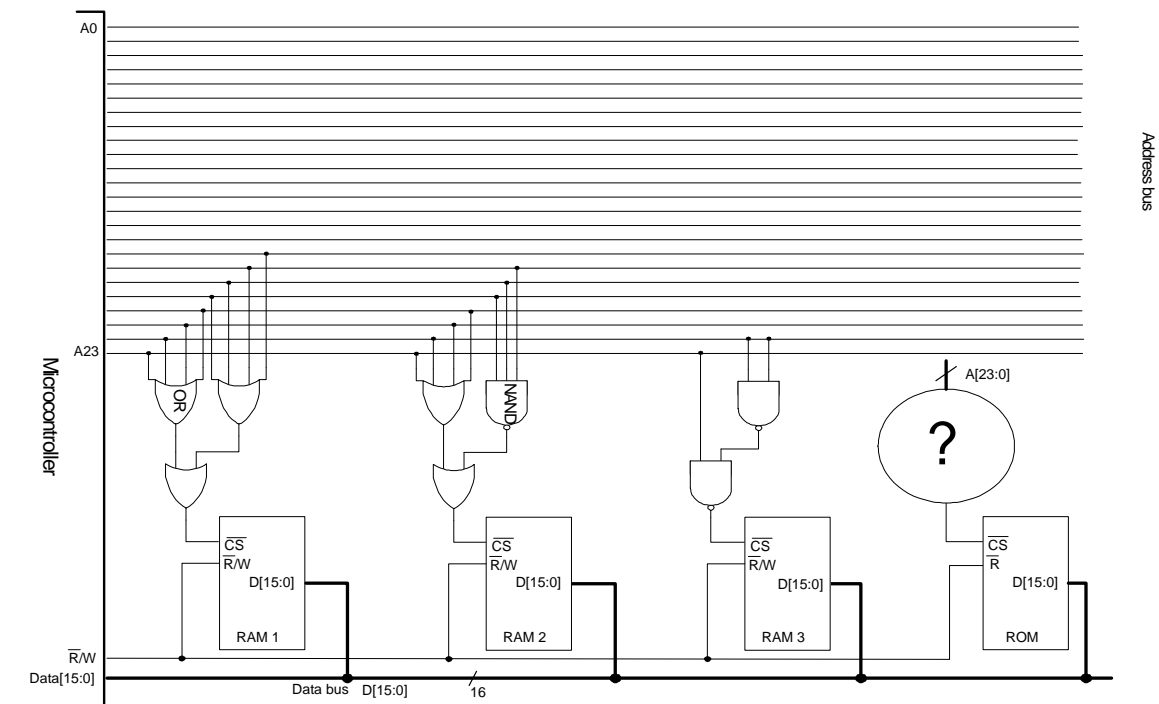 A0
Address bus
A23
Microcontroller
OR
NAND
A[23:0]
?
CS
R/W
D[15:0]
RAM 1
CS
R/W
D[15:0]
RAM 2
CS
R/W
D[15:0]
RAM 3
CS
R
D[15:0]
ROM
R/W
Data[15:0]
Data bus D[15:0]
16